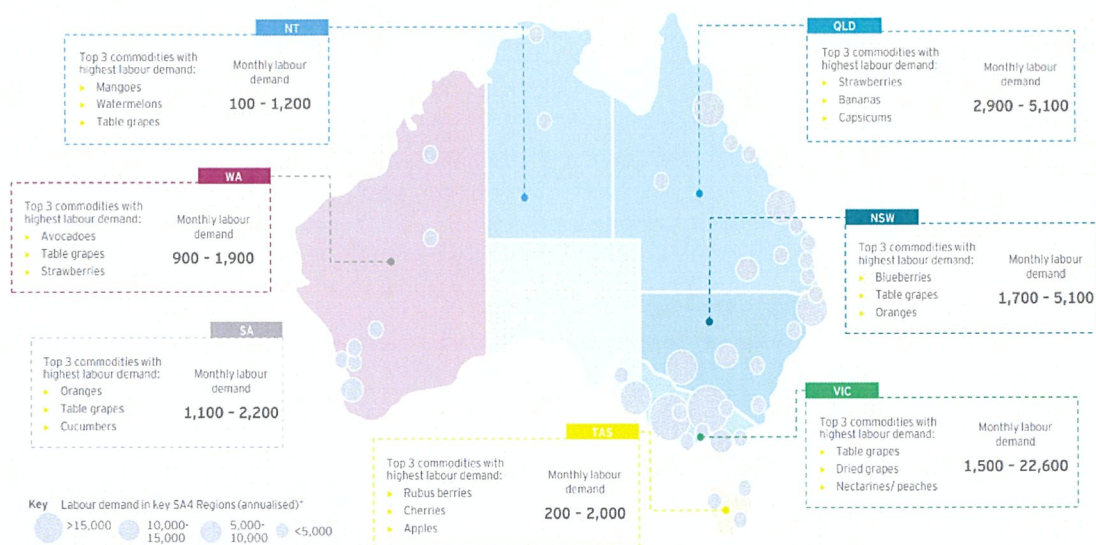 NT
Top 3 commodities with
highest labour demand:
Mangoes
Watermelons
Table grapes
Monthly labour
demand
100 - 1,200
QLD
Top 3 commodities with
highest labour demand:
Strawberries
Bananas
Capsicums
Monthly labour
demand
2,900 - 5,100
WA
Top 3 commodities with
highest labour demand:
Avocadoes
Table grapes
Strawberries
Monthly labour
demand
900 - 1,900
NSW
Top 3 commodities with
highest labour demand:
Blueberries
Table grapes
Oranges
Monthly labour
demand
1,700 - 5,100
SA
Top 3 commodities with
highest labour demand:
Oranges
Table grapes
Cucumbers
Monthly labour
demand
1,100 - 2,200
VIC
Top 3 commodities with
highest labour demand:
Table grapes
Dried grapes
Nectarines/ peaches
Monthly labour
demand
1,500 - 22,600
TAS
Top 3 commodities with
highest labour demand:
Rubus berries
Cherries
Apples
Monthly labour
demand
200 - 2,000
Key Labour demand in key SA4 Regions (annualised)*
>15,000
10,000-
15,000
5,000-
10,000
<5,000